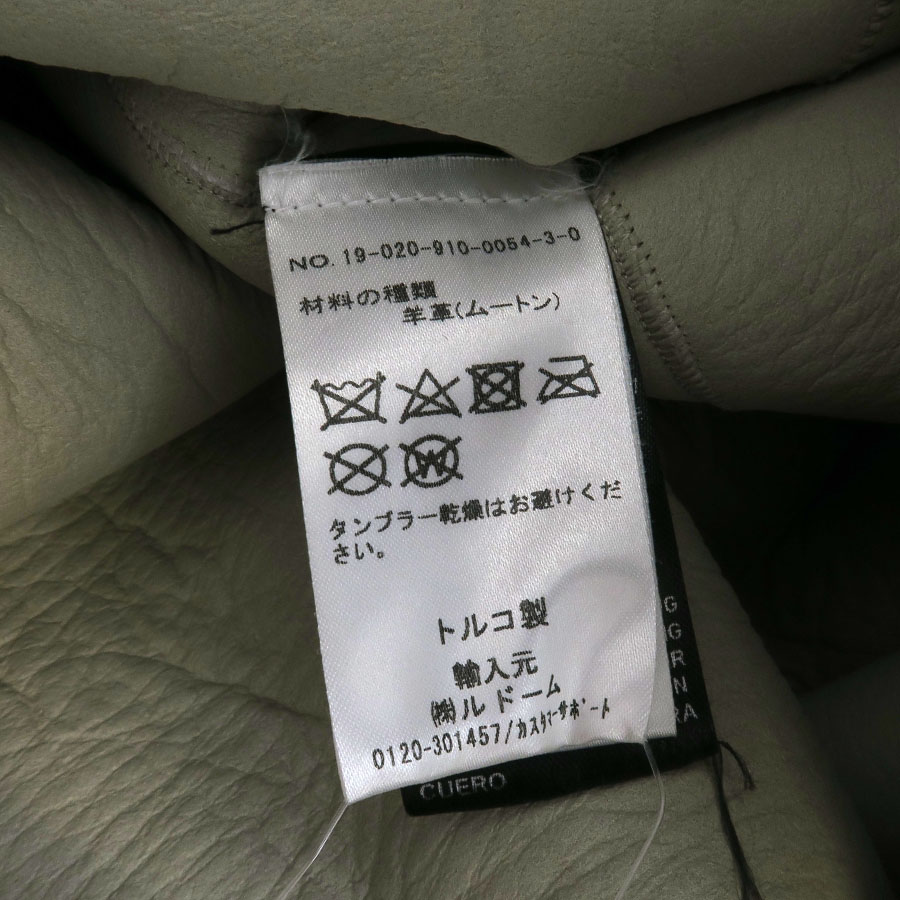 NO. 19-020-910-0054-3-0
材料の種類
羊革(ムートン)
W
タンブラー乾燥はお避けくだ
さい。
トルコ製
輸入元
㈱ルドーム
0120-301457/ｶｽﾀﾏｰｻﾎﾟｰﾄ
G
G
R
N
RA
CUERO